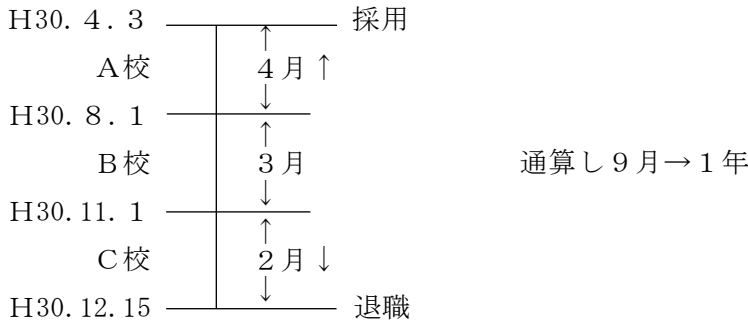 H30. 4. 3 採用
↑
A校 4月 ↑
↓
H30. 8. 1
↑
B校 3月 通算し9月→1年
↓
H30.11. 1
↑
C校 2月 ↓
↓
H30.12.15 退職